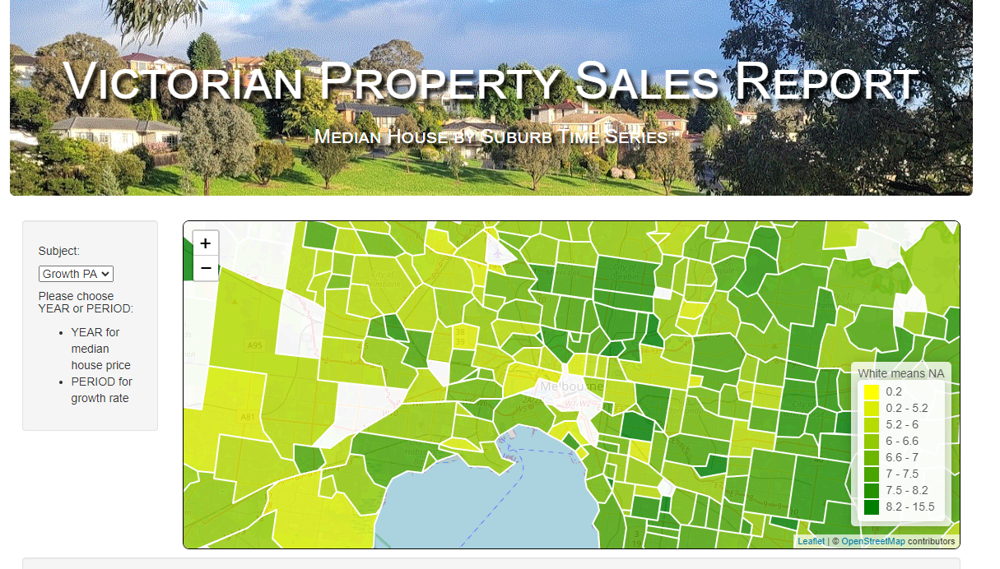 Victorian Property Sales Report
Median House by Suburb Time Series
Subject:
Growth PA
Please choose
YEAR or PERIOD:
• YEAR for
median
house price
• PERIOD for
growth rate
+
−
A95
38
39
A81
Melbourne
White means NA
0.2
0.2 - 5.2
5.2 - 6
6 - 6.6
6.6 - 7
7 - 7.5
7.5 - 8.2
8.2 - 15.5
Leaflet | © OpenStreetMap contributors